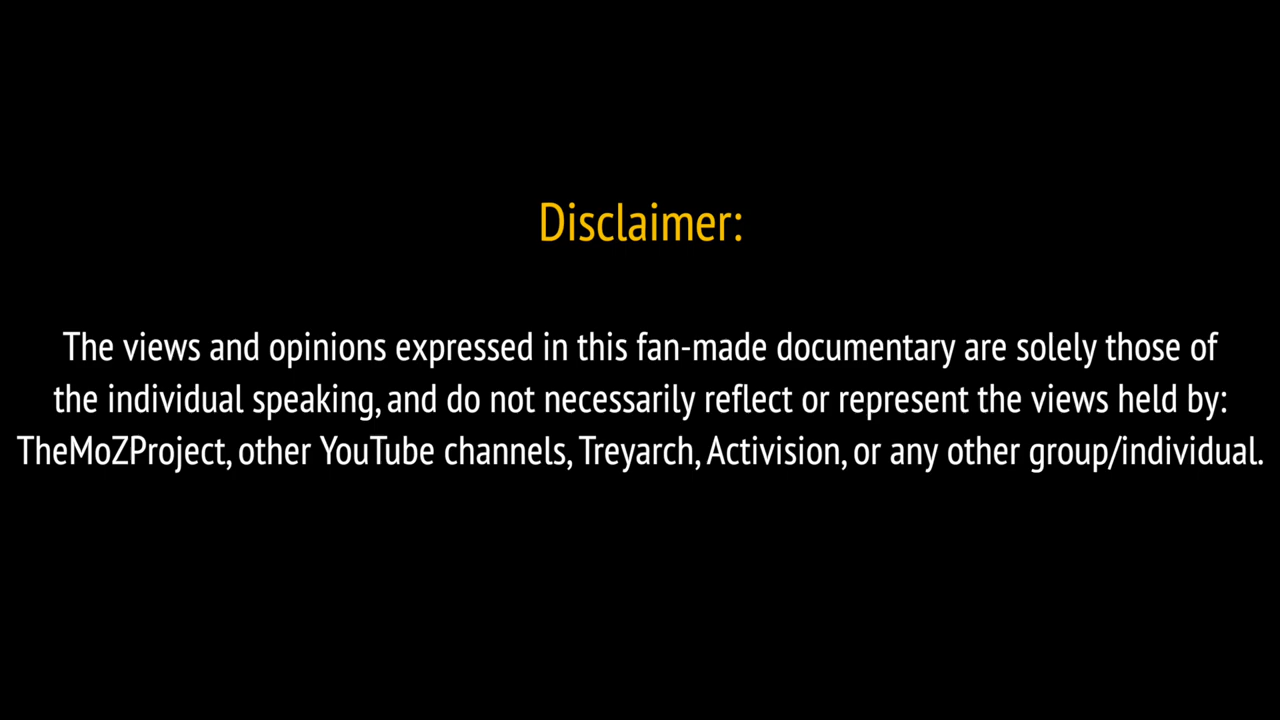 Disclaimer:
The views and opinions expressed in this fan-made documentary are solely those of
the individual speaking, and do not necessarily reflect or represent the views held by:
TheMoZProject, other YouTube channels, Treyarch, Activision, or any other group/individual.